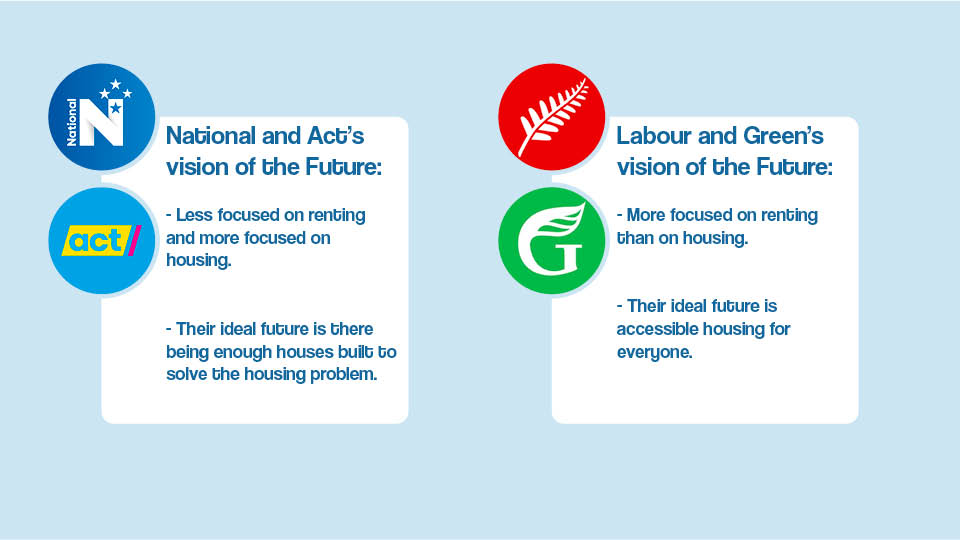 National
N
National and Act's
vision of the Future:
act
- Less focused on renting
and more focused on
housing.
- Their ideal future is there
being enough houses built to
solve the housing problem.
Labour and Green's
vision of the Future:
G
- More focused on renting
than on housing.
- Their ideal future is
accessible housing for
everyone.